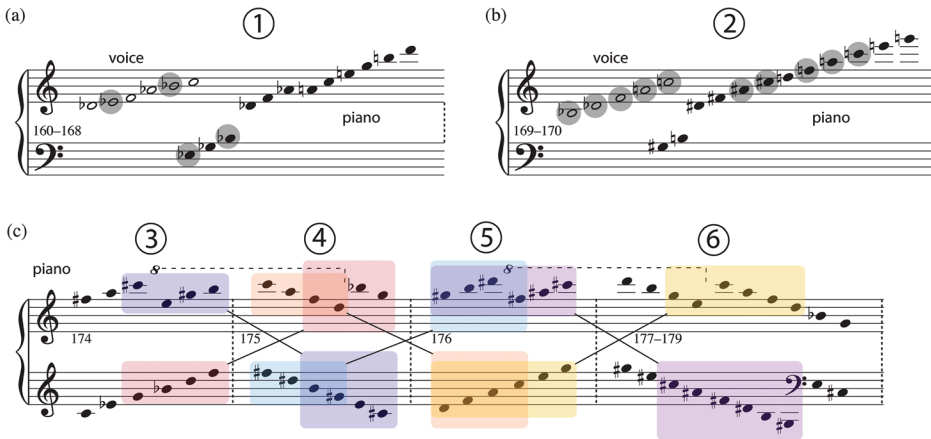 (a) ① (b) ②
voice voice
160–168 piano 169–170 piano
(c) ③ ④ ⑤ ⑥
piano 8 8
174 175 176 177–179